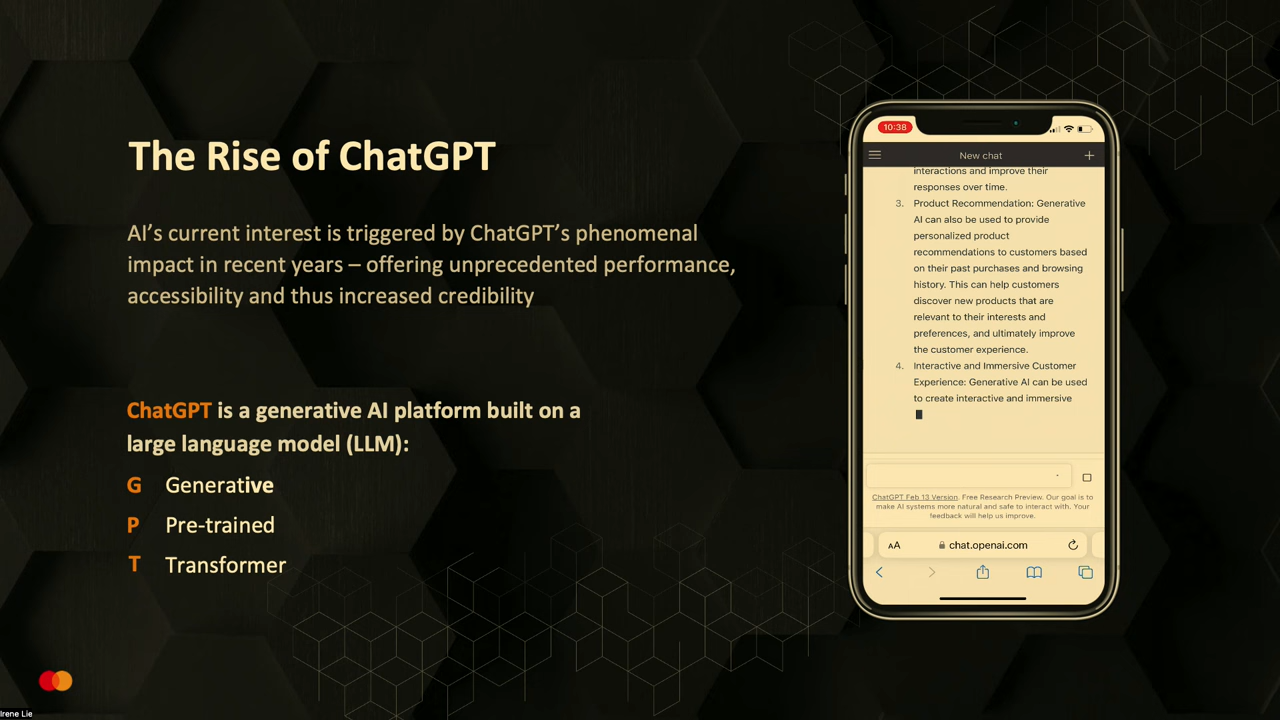 The Rise of ChatGPT
AI's current interest is triggered by ChatGPT's phenomenal
impact in recent years – offering unprecedented performance,
accessibility and thus increased credibility
ChatGPT is a generative AI platform built on a
large language model (LLM):
G Generative
P Pre-trained
T Transformer
10:38
New chat
interactions and improve their
responses over time.
3. Product Recommendation: Generative
AI can also be used to provide
personalized product
recommendations to customers based
on their past purchases and browsing
history. This can help customers
discover new products that are
relevant to their interests and
preferences, and ultimately improve
the customer experience.
4. Interactive and Immersive Customer
Experience: Generative AI can be used
to create interactive and immersive
ChatGPT Feb 13 Version. Free Research Preview. Our goal is to
make AI systems more natural and safe to interact with. Your
feedback will help us improve.
AA chat.openai.com
Irene Lie